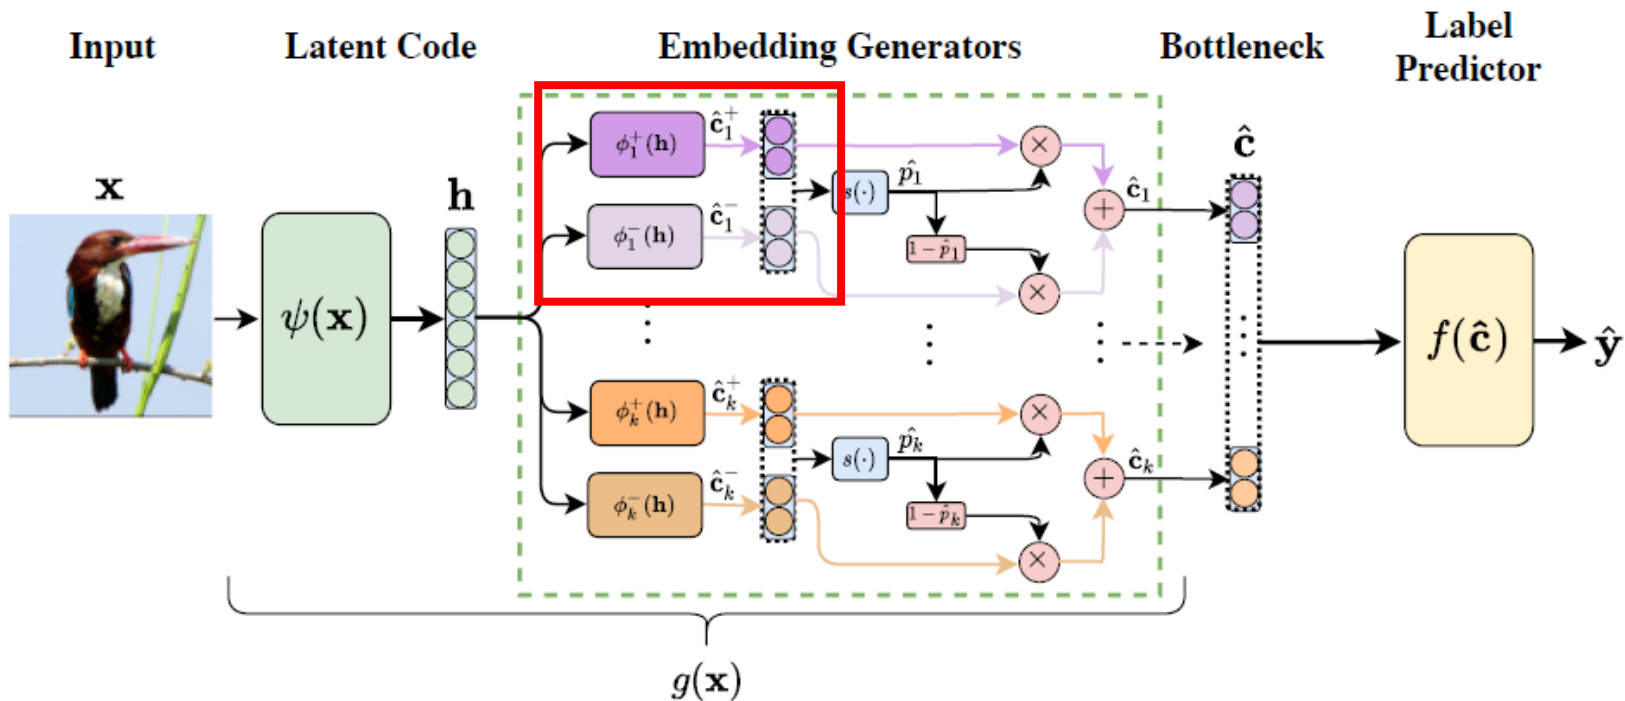 Input
Latent Code
Embedding Generators
Bottleneck
Label
Predictor
x
ψ(x)
h
ϕ₁⁺(h)
ĉ₁⁺
ϕ₁⁻(h)
ĉ₁⁻
s(·)
p̂₁
1 − p̂₁
×
×
+
ĉ₁
⋮
⋮
⋮
ϕₖ⁺(h)
ĉₖ⁺
ϕₖ⁻(h)
ĉₖ⁻
s(·)
p̂ₖ
1 − p̂ₖ
×
×
+
ĉₖ
ĉ
⋮
f(ĉ)
ŷ
g(x)